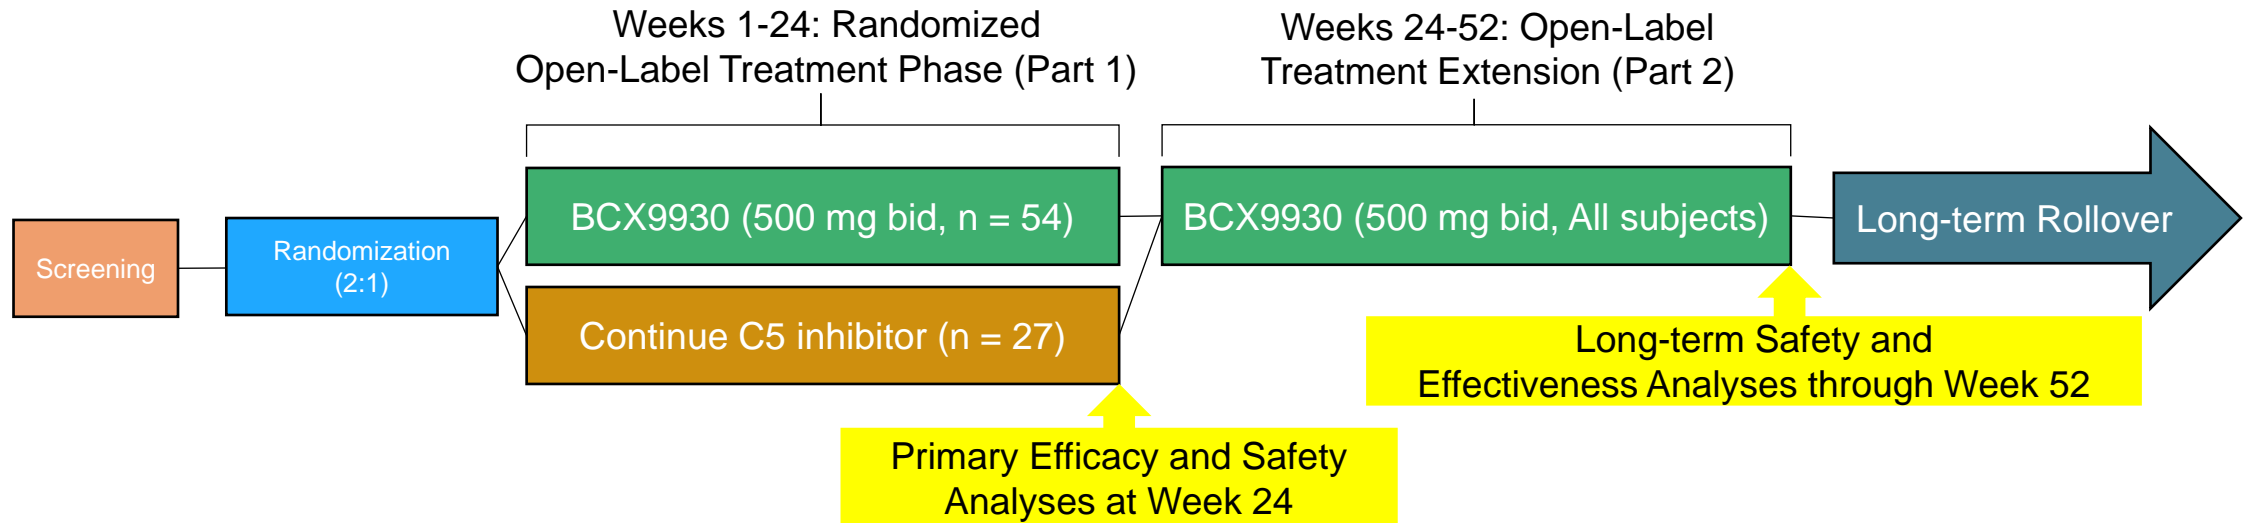 Weeks 1-24: Randomized
Open-Label Treatment Phase (Part 1)
Weeks 24-52: Open-Label
Treatment Extension (Part 2)
Screening
Randomization
(2:1)
BCX9930 (500 mg bid, n = 54)
Continue C5 inhibitor (n = 27)
BCX9930 (500 mg bid, All subjects)
Long-term Rollover
Primary Efficacy and Safety
Analyses at Week 24
Long-term Safety and
Effectiveness Analyses through Week 52